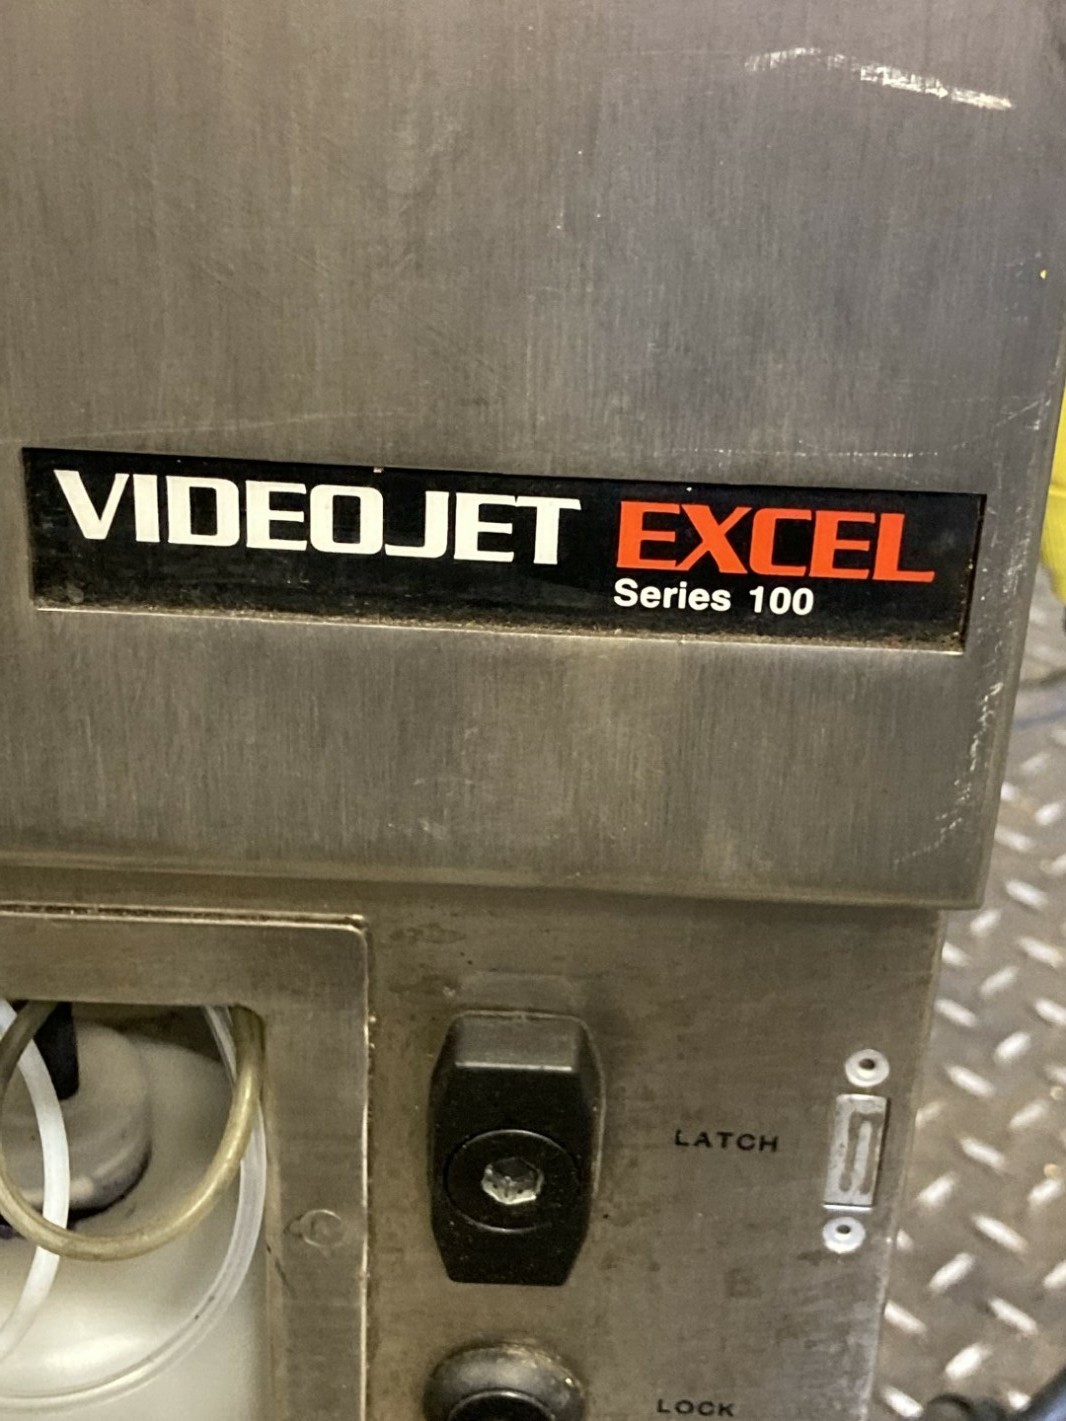 VIDEOJET EXCEL
Series 100
LATCH
LOCK